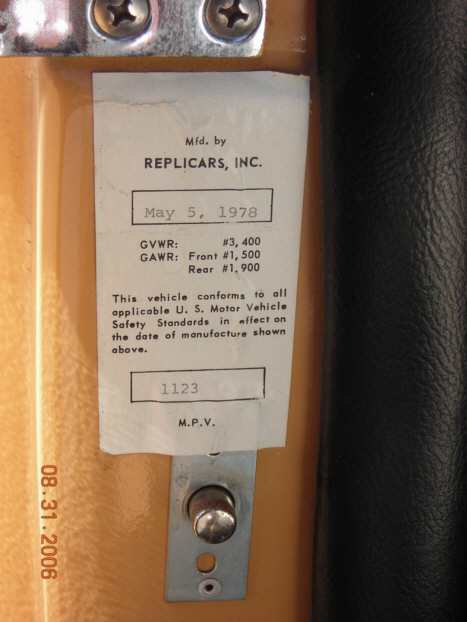 Mfd. by
REPLICARS, INC.
May 5, 1978
GVWR: #3,400
GAWR: Front #1,500
Rear #1,900
This vehicle conforms to all
applicable U. S. Motor Vehicle
Safety Standards in effect on
the date of manufacture shown
above.
1123
M.P.V.
08.31.2006